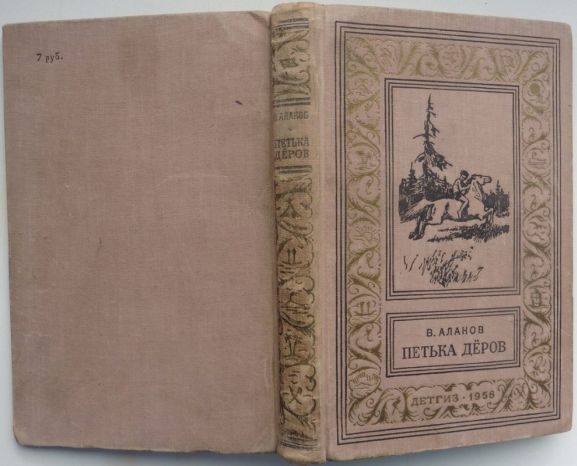 7 руб.
В. АЛАНОВ
ПЕТЬКА
ДЁРОВ
В. АЛАНОВ
ПЕТЬКА ДЁРОВ
ДЕТГИЗ · 1956